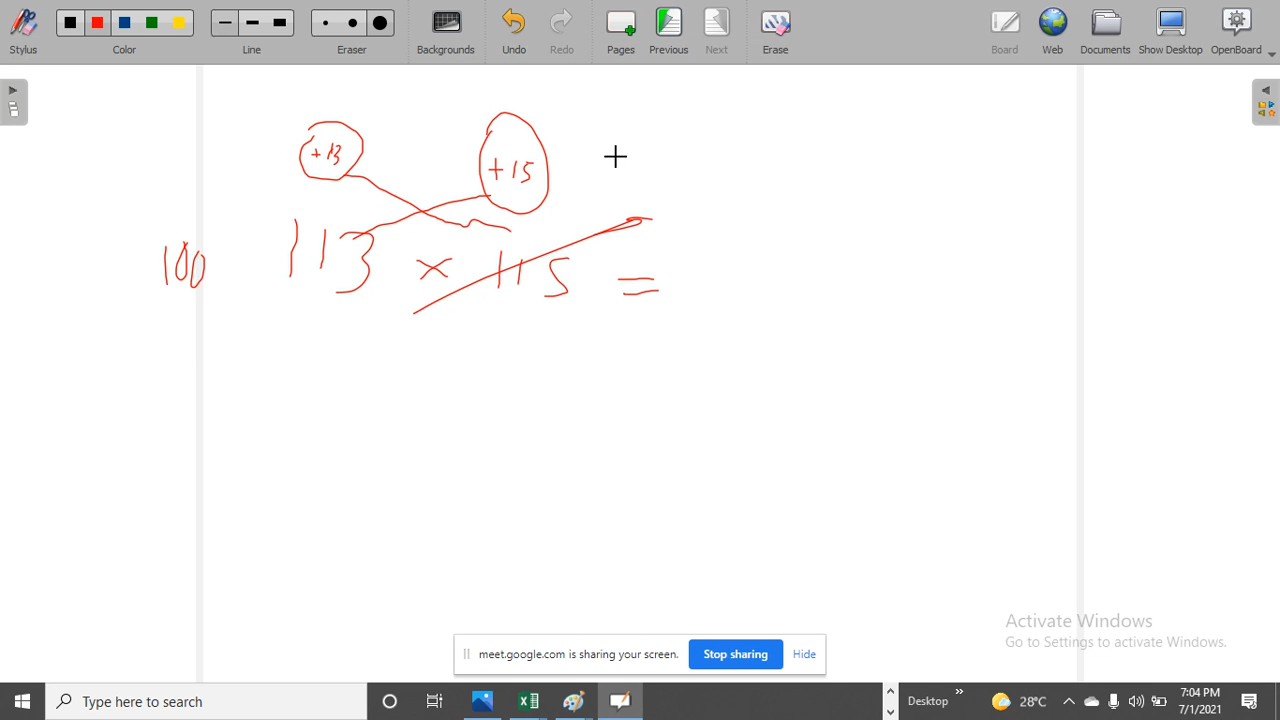 Stylus Color Line Eraser Backgrounds Undo Redo Pages Previous Next Erase Board Web Documents Show Desktop OpenBoard
+13 +15
100 113 × 115 =
Activate Windows
Go to Settings to activate Windows.
meet.google.com is sharing your screen. Stop sharing Hide
Type here to search Desktop » 28°C 7:04 PM
7/1/2021